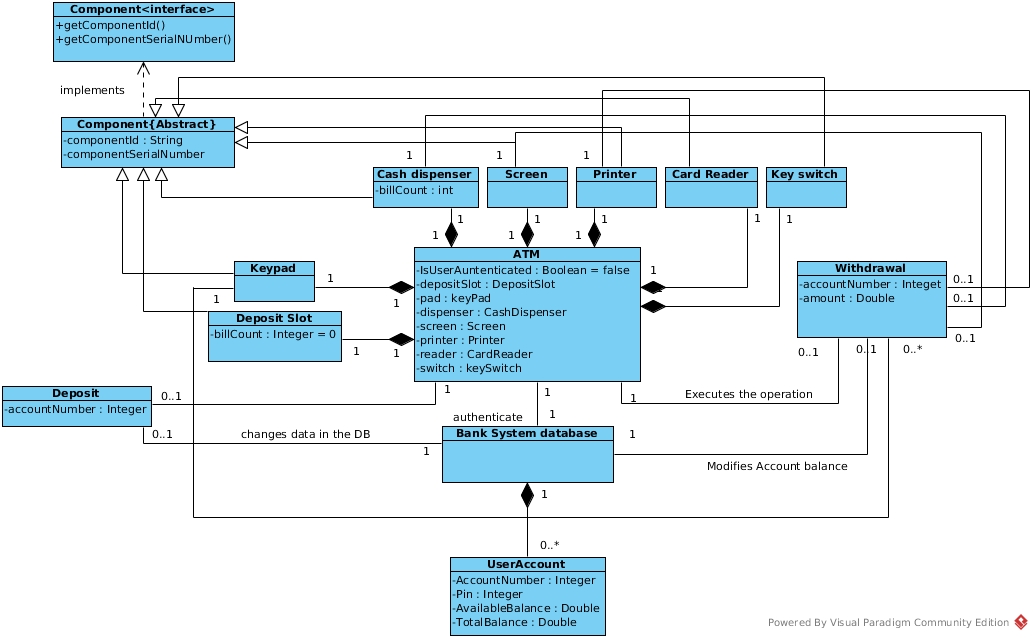 Component<interface>
+getComponentId()
+getComponentSerialNUmber()
implements
Component{Abstract}
-componentId : String
-componentSerialNumber
1
1
1
Cash dispenser
-billCount : int
Screen
Printer
Card Reader
Key switch
1
1
1
1
1
1
1
1
ATM
-IsUserAuntenticated : Boolean = false
-depositSlot : DepositSlot
-pad : keyPad
-dispenser : CashDispenser
-screen : Screen
-printer : Printer
-reader : CardReader
-switch : keySwitch
1
Keypad
1
1
1
Deposit Slot
-billCount : Integer = 0
1
1
Withdrawal
-accountNumber : Integet
-amount : Double
0..1
0..1
0..1
0..1
0..1
0..*
Deposit
-accountNumber : Integer
0..1
0..1
1
1
1
Executes the operation
authenticate
1
changes data in the DB
1
Bank System database
1
Modifies Account balance
1
0..*
UserAccount
-AccountNumber : Integer
-Pin : Integer
-AvailableBalance : Double
-TotalBalance : Double
Powered By Visual Paradigm Community Edition